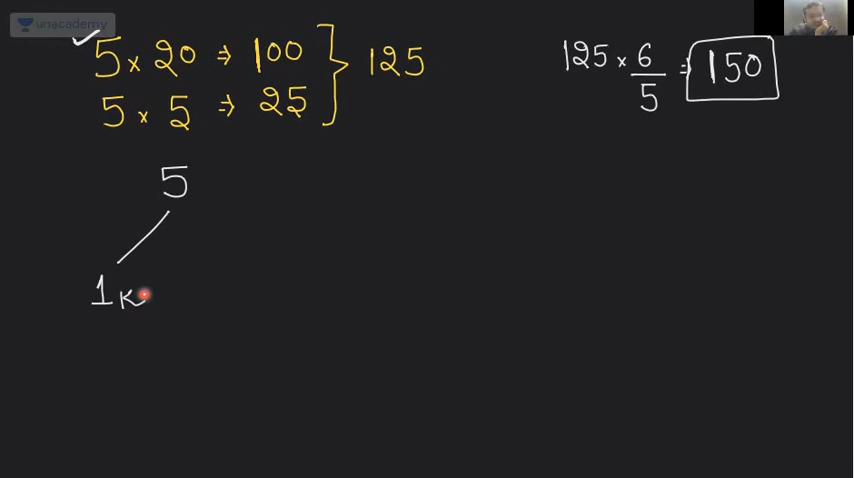 unacademy
5 × 20 ⇒ 100 } 125
5 × 5 ⇒ 25
125 × 6/5 = 150
5
1K